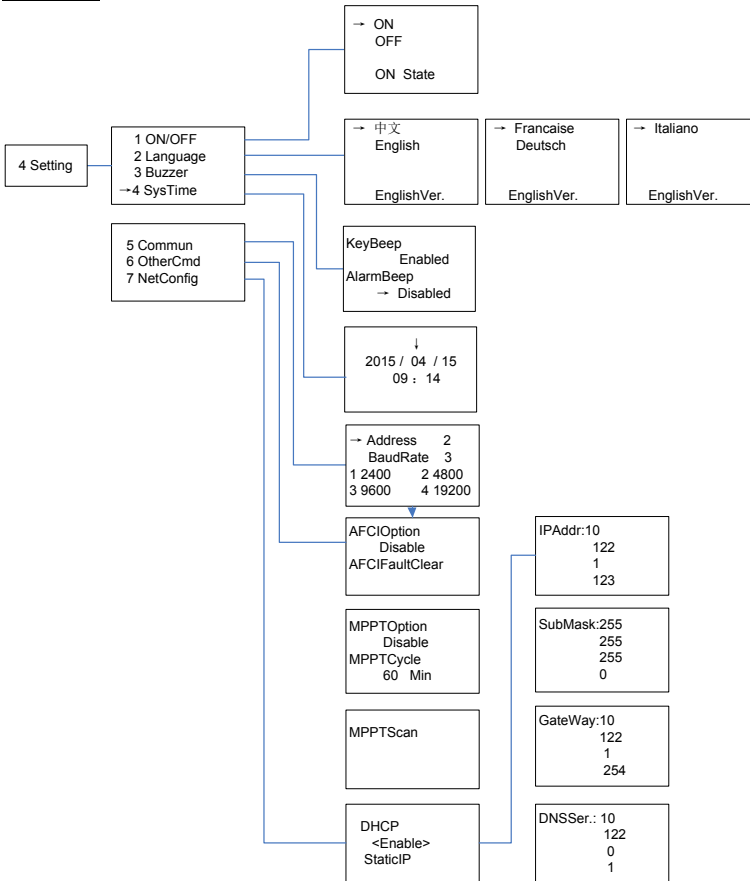 → ON
OFF
ON State
4 Setting
1 ON/OFF
2 Language
3 Buzzer
→4 SysTime
→ 中文
English
EnglishVer.
→ Francaise
Deutsch
EnglishVer.
→ Italiano
EnglishVer.
5 Commun
6 OtherCmd
7 NetConfig
KeyBeep
Enabled
AlarmBeep
→ Disabled
↓
2015 / 04 / 15
09 : 14
→ Address 2
BaudRate 3
1 2400 2 4800
3 9600 4 19200
AFCIOption
Disable
AFCIFaultClear
MPPTOption
Disable
MPPTCycle
60 Min
MPPTScan
DHCP
<Enable>
StaticIP
IPAddr:10
122
1
123
SubMask:255
255
255
0
GateWay:10
122
1
254
DNSSer.: 10
122
0
1